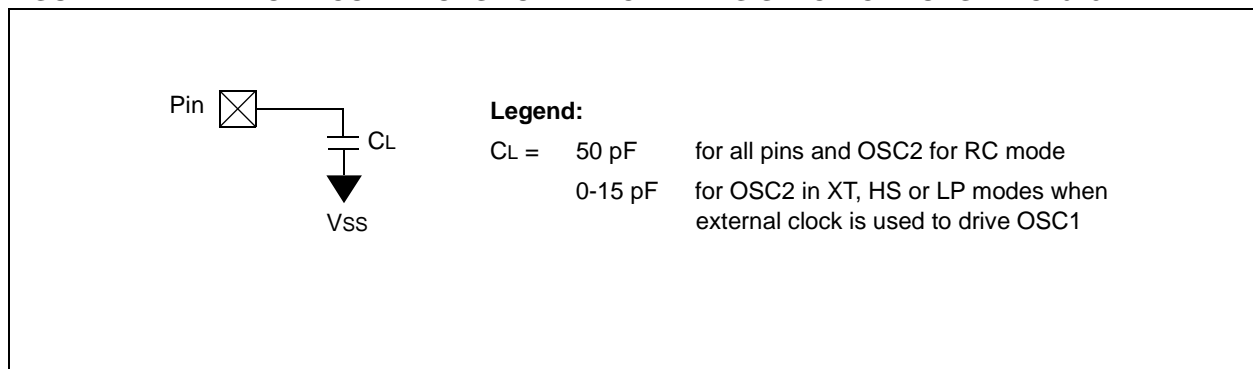 Pin
CL
VSS
Legend:
CL = 50 pF for all pins and OSC2 for RC mode
0-15 pF for OSC2 in XT, HS or LP modes when
external clock is used to drive OSC1